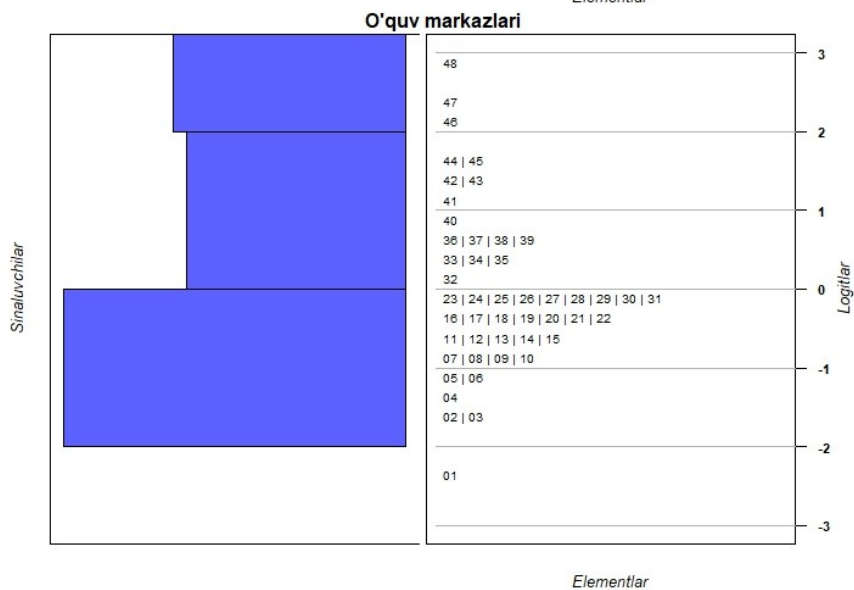 Elementlar
O'quv markazlari
3
48
47
46
2
44 | 45
42 | 43
41
1
40
36 | 37 | 38 | 39
33 | 34 | 35
32
0
23 | 24 | 25 | 26 | 27 | 28 | 29 | 30 | 31
16 | 17 | 18 | 19 | 20 | 21 | 22
11 | 12 | 13 | 14 | 15
07 | 08 | 09 | 10
-1
05 | 06
04
02 | 03
-2
01
-3
Sinaluvchilar
Logitlar
Elementlar